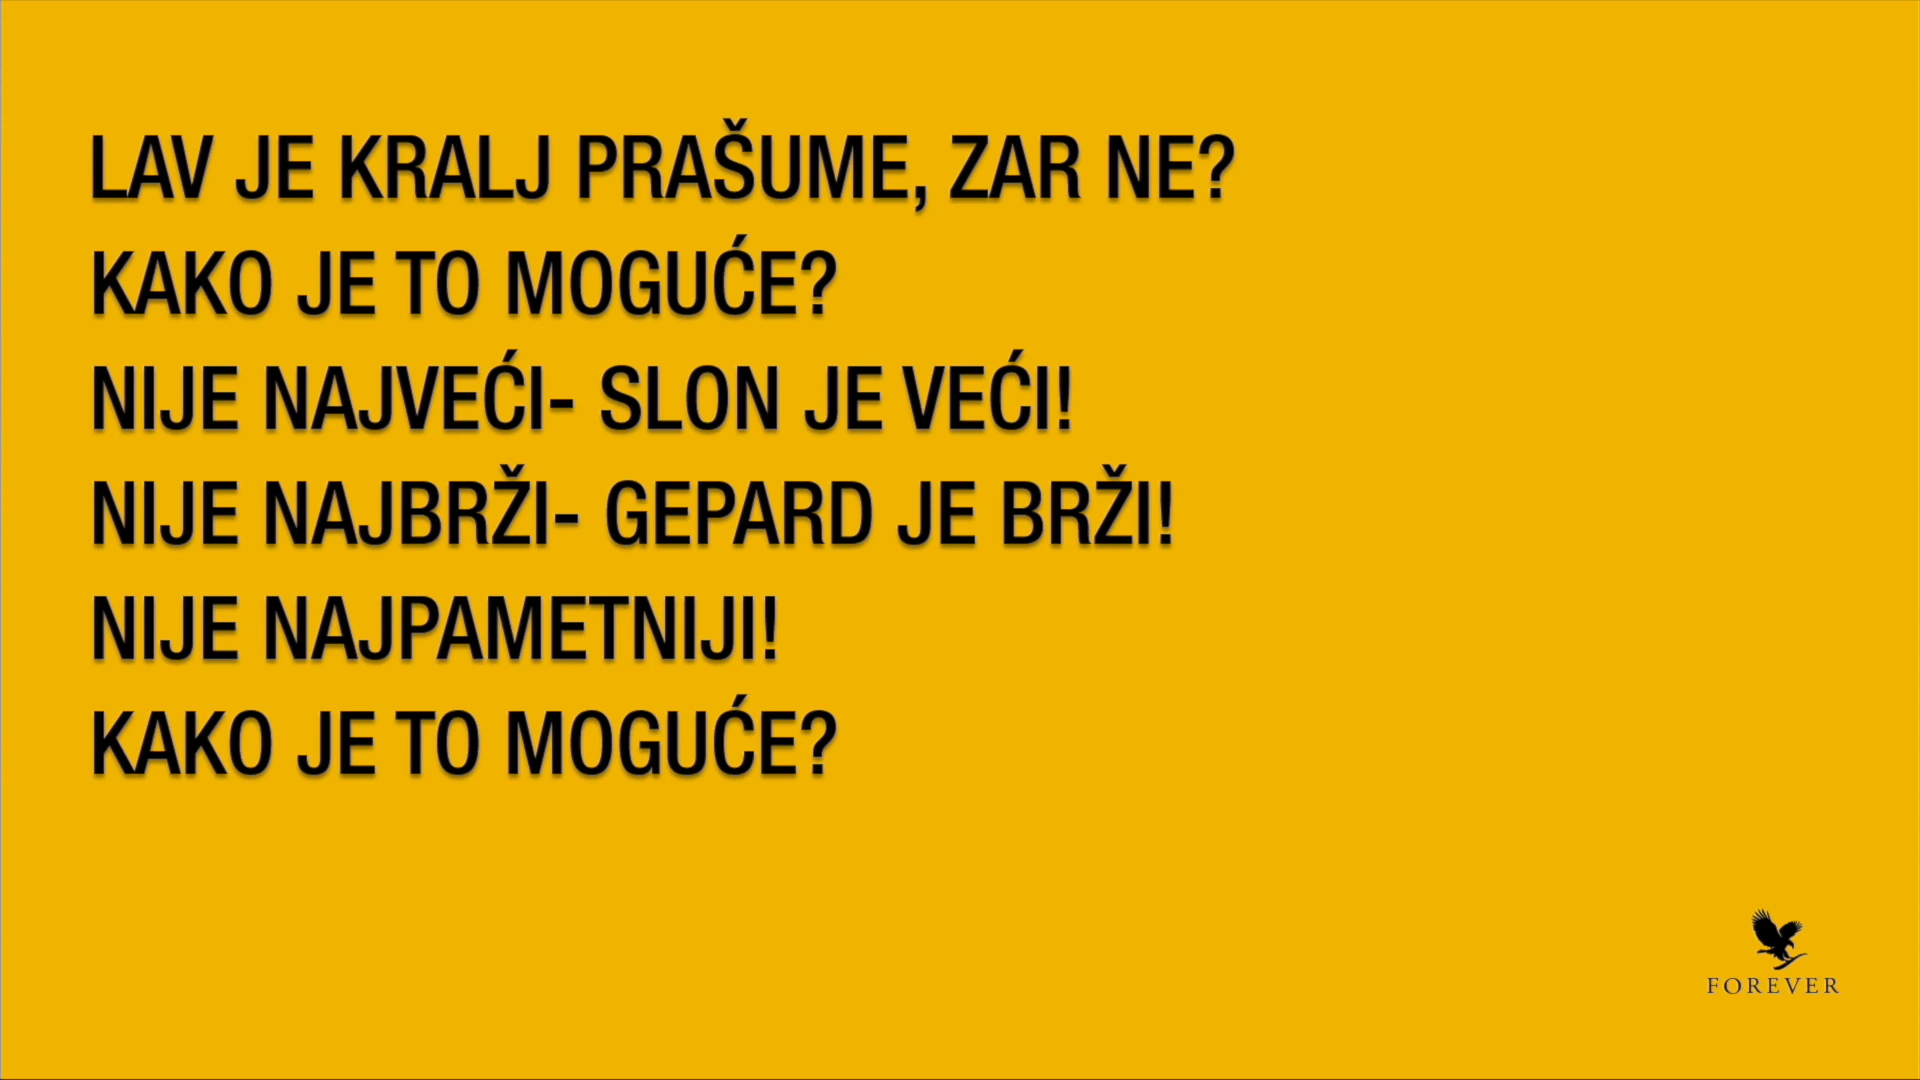 LAV JE KRALJ PRAŠUME, ZAR NE?
KAKO JE TO MOGUĆE?
NIJE NAJVEĆI- SLON JE VEĆI!
NIJE NAJBRŽI- GEPARD JE BRŽI!
NIJE NAJPAMETNIJI!
KAKO JE TO MOGUĆE?
FOREVER